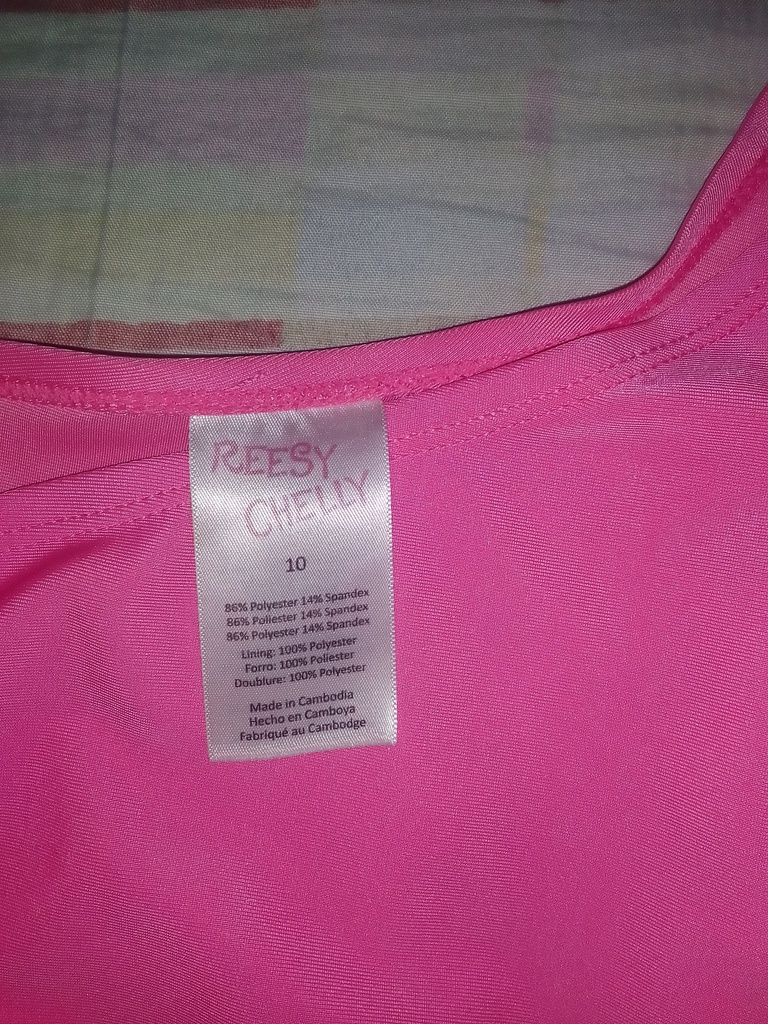 REESY
CHELLY
10
86% Polyester 14% Spandex
86% Poliester 14% Spandex
86% Polyester 14% Spandex
Lining: 100% Polyester
Forro: 100% Poliester
Doublure: 100% Polyester
Made in Cambodia
Hecho en Camboya
Fabriqué au Cambodge